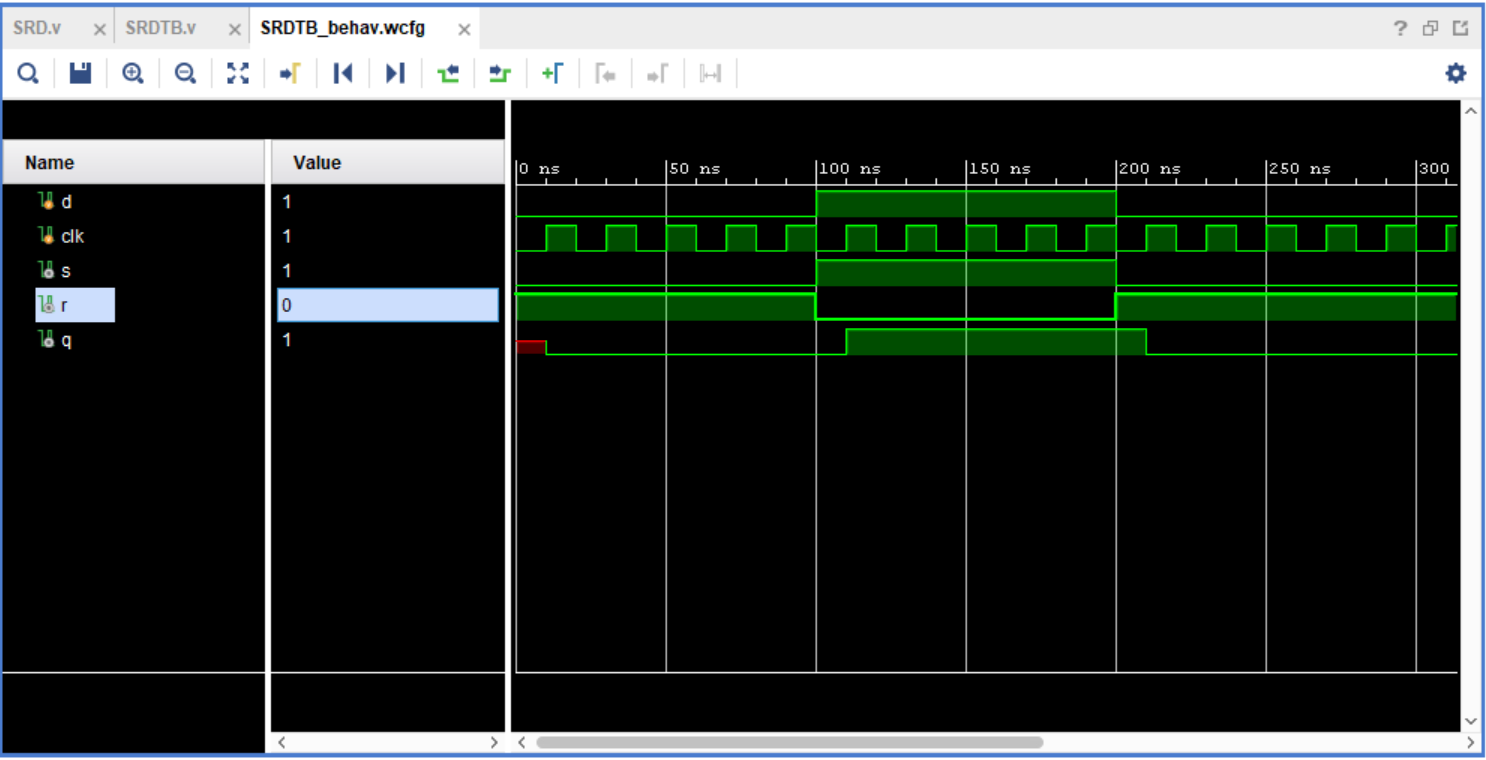 SRD.v × SRDTB.v × SRDTB_behav.wcfg ×
Name Value
0 ns 50 ns 100 ns 150 ns 200 ns 250 ns 300
d 1
clk 1
s 1
r 0
q 1